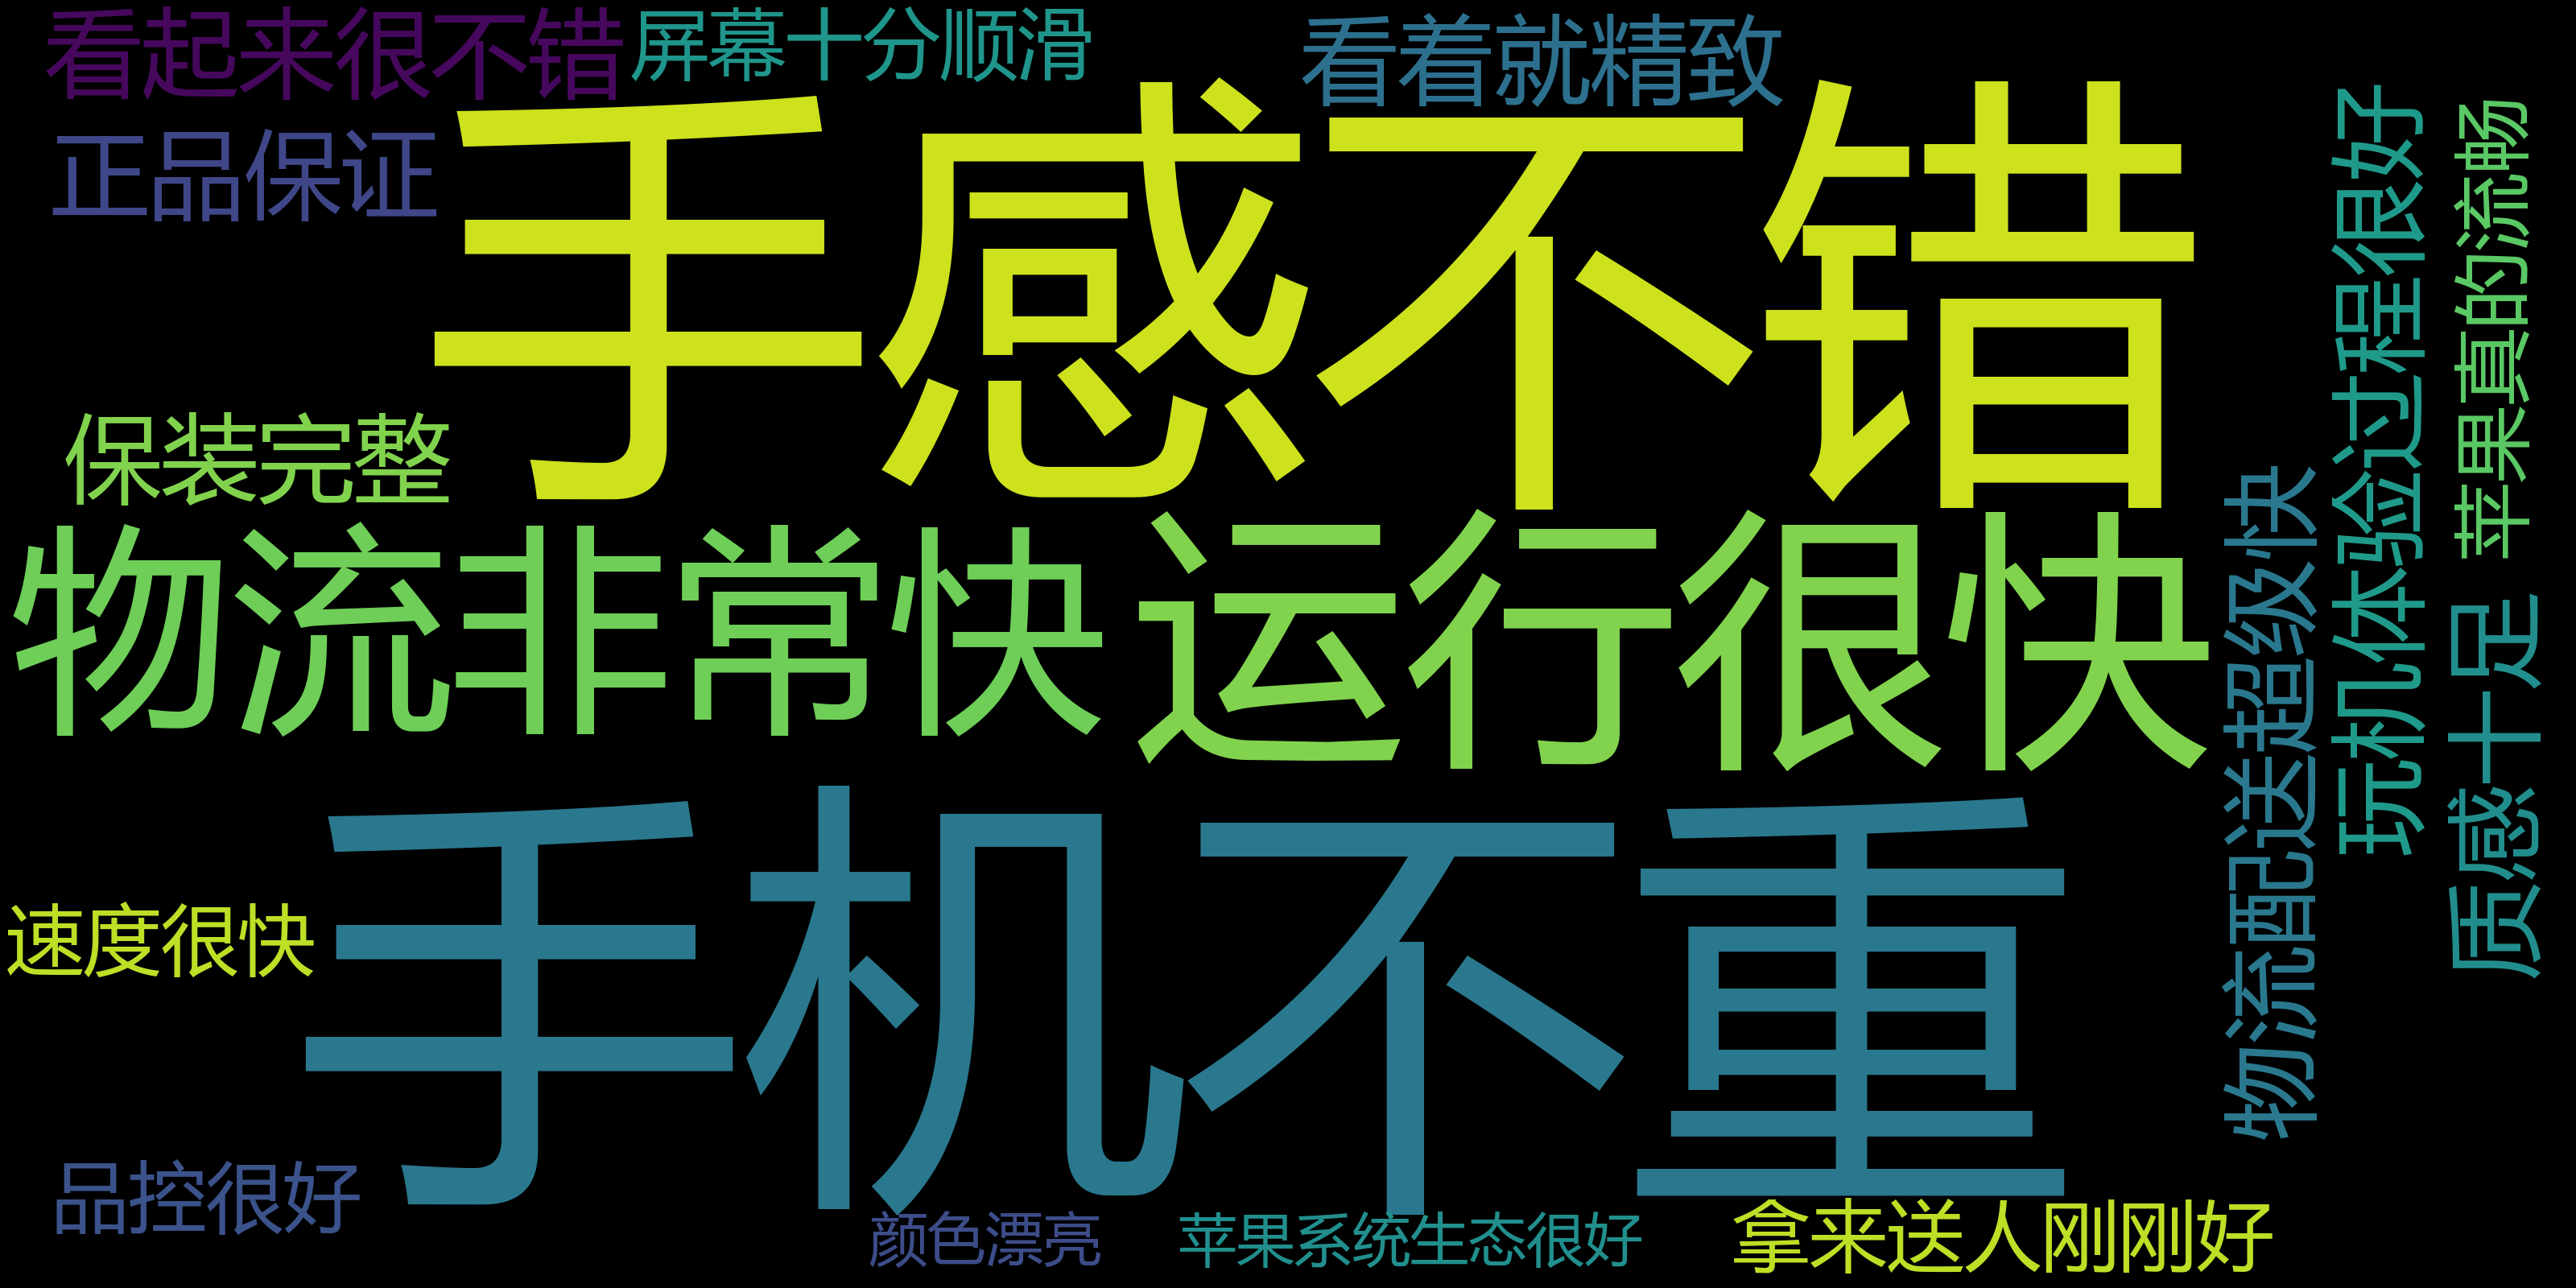 看起来很不错
屏幕十分顺滑
看着就精致
正品保证
手感不错
保装完整
物流非常快
运行很快
手机不重
速度很快
品控很好
颜色漂亮
苹果系统生态很好
拿来送人刚刚好
物流配送超级快
玩机体验过程很好
苹果真的流畅
质感十足